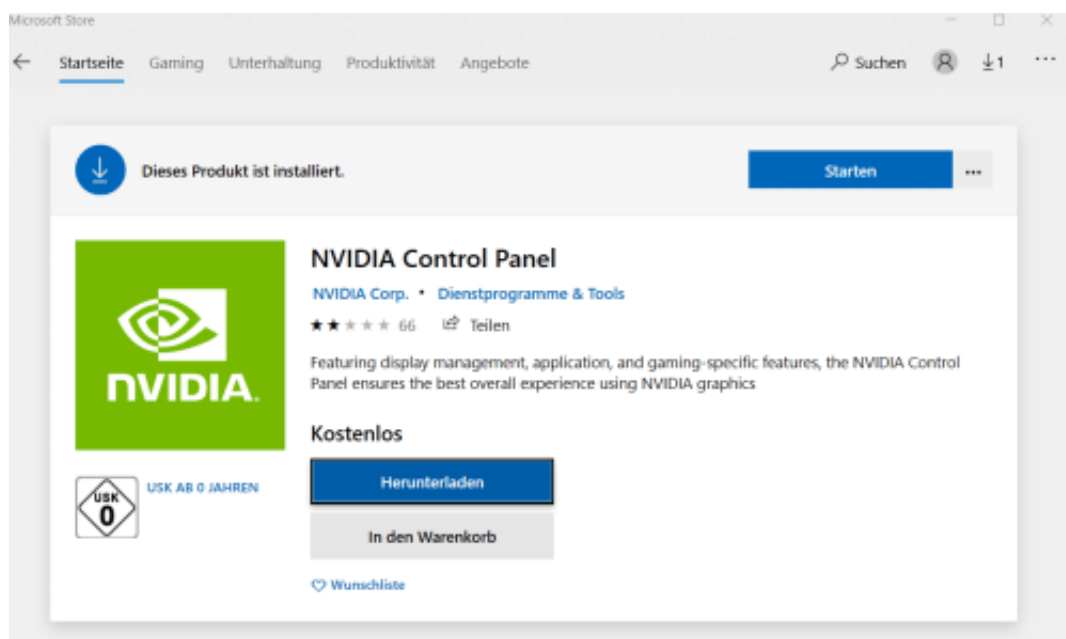 Microsoft Store
Startseite Gaming Unterhaltung Produktivität Angebote Suchen 1 ...
Dieses Produkt ist installiert. Starten ...
NVIDIA Control Panel
NVIDIA Corp. • Dienstprogramme & Tools
66 Teilen
Featuring display management, application, and gaming-specific features, the NVIDIA Control
Panel ensures the best overall experience using NVIDIA graphics
NVIDIA.
Kostenlos
Herunterladen
USK AB 0 JAHREN
USK
0
In den Warenkorb
Wunschliste